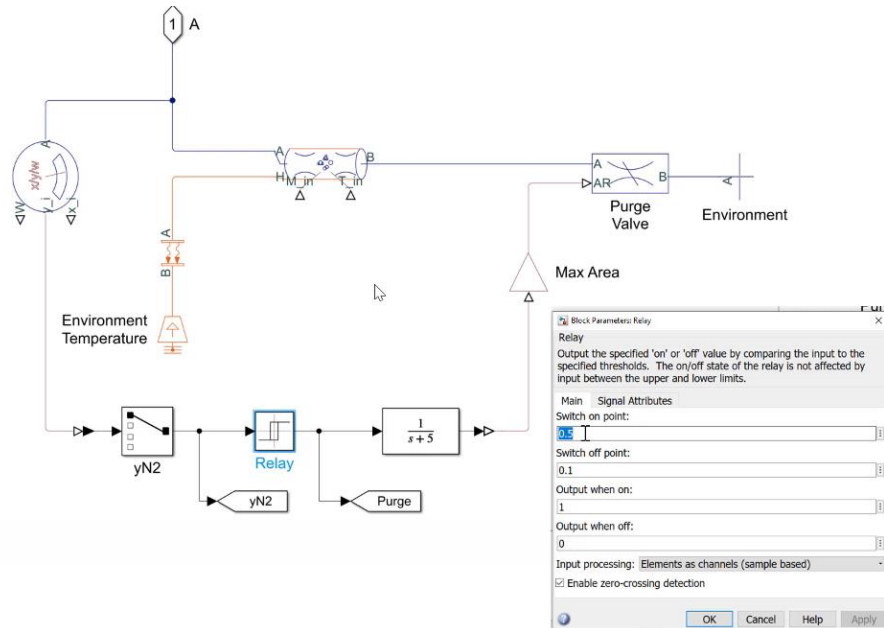 1 A
A
x/y/w
W
y_i
x_i
A
B
H
M_in
T_in
A
B
A
AR
B
A
Purge
Valve
Environment
Max Area
Environment
Temperature
yN2
Relay
1
s + 5
yN2
Purge
Block Parameters: Relay
Relay
Output the specified 'on' or 'off' value by comparing the input to the
specified thresholds. The on/off state of the relay is not affected by
input between the upper and lower limits.
Main Signal Attributes
Switch on point:
0.5
Switch off point:
0.1
Output when on:
1
Output when off:
0
Input processing: Elements as channels (sample based)
Enable zero-crossing detection
OK Cancel Help Apply